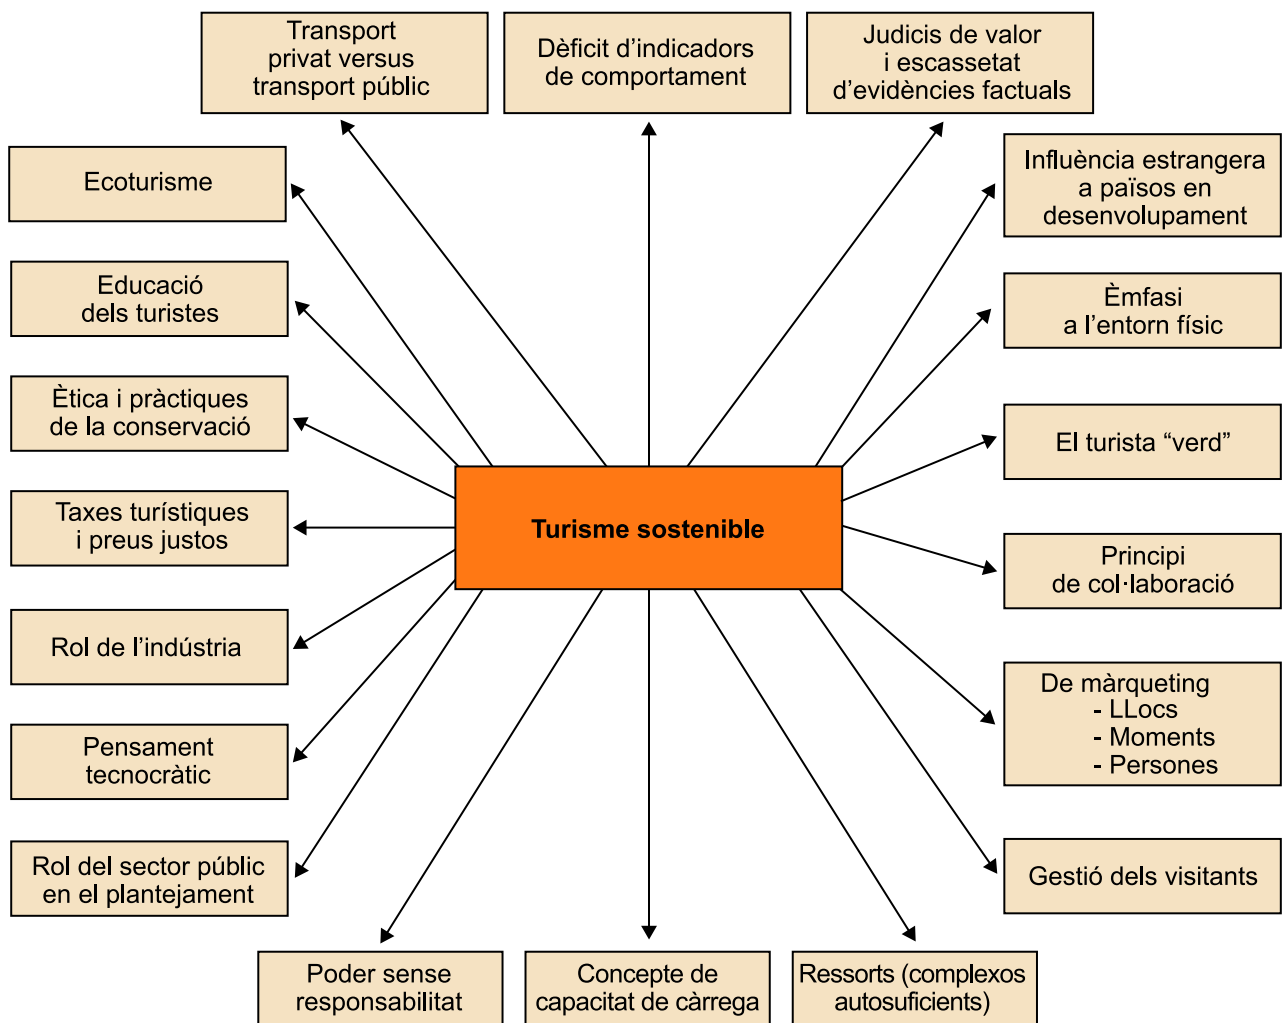 Transport
privat versus
transport públic
Dèficit d’indicadors
de comportament
Judicis de valor
i escassetat
d’evidències factuals
Ecoturisme
Influència estrangera
a països en
desenvolupament
Educació
dels turistes
Èmfasi
a l’entorn físic
Ètica i pràctiques
de la conservació
El turista “verd”
Taxes turístiques
i preus justos
Turisme sostenible
Principi
de col·laboració
Rol de l’indústria
De màrqueting
- LLocs
- Moments
- Persones
Pensament
tecnocràtic
Rol del sector públic
en el plantejament
Gestió dels visitants
Poder sense
responsabilitat
Concepte de
capacitat de càrrega
Ressorts (complexos
autosuficients)